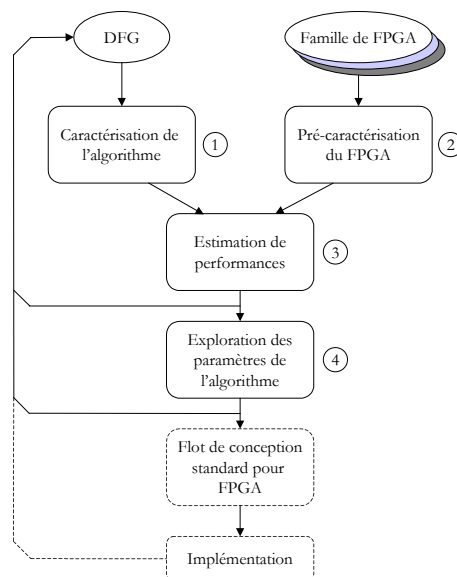 DFG
Famille de FPGA
Caractérisation de
l'algorithme
1
Pré-caractérisation
du FPGA
2
Estimation de
performances
3
Exploration des
paramètres de
l'algorithme
4
Flot de conception
standard pour
FPGA
Implémentation